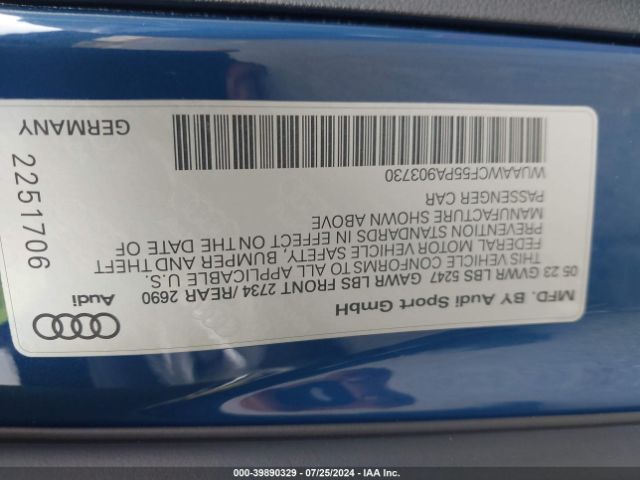 MFD. BY Audi Sport GmbH
05 23 GVWR LBS 5247 GAWR LBS FRONT 2734 /REAR 2690
THIS VEHICLE CONFORMS TO ALL APPLICABLE U.S.
FEDERAL MOTOR VEHICLE SAFETY, BUMPER AND THEFT
PREVENTION STANDARDS IN EFFECT ON THE DATE OF
MANUFACTURE SHOWN ABOVE
PASSENGER CAR
WUAAWCF55PA903730
Audi
2251706
GERMANY
000-39890329 - 07/25/2024 - IAA Inc.